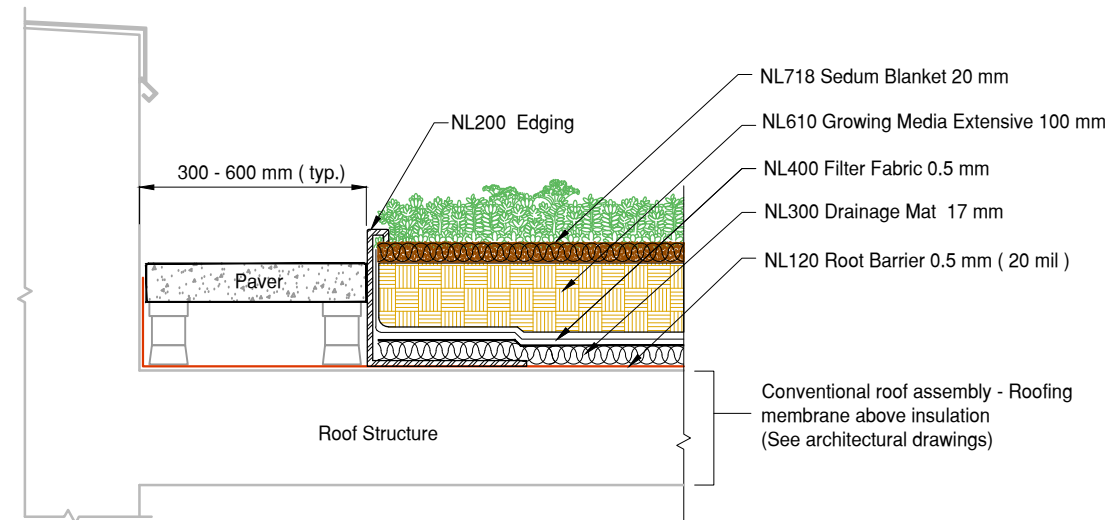 NL718 Sedum Blanket 20 mm
NL200 Edging
NL610 Growing Media Extensive 100 mm
300 - 600 mm ( typ.)
NL400 Filter Fabric 0.5 mm
NL300 Drainage Mat 17 mm
NL120 Root Barrier 0.5 mm ( 20 mil )
Paver
Conventional roof assembly - Roofing
membrane above insulation
(See architectural drawings)
Roof Structure